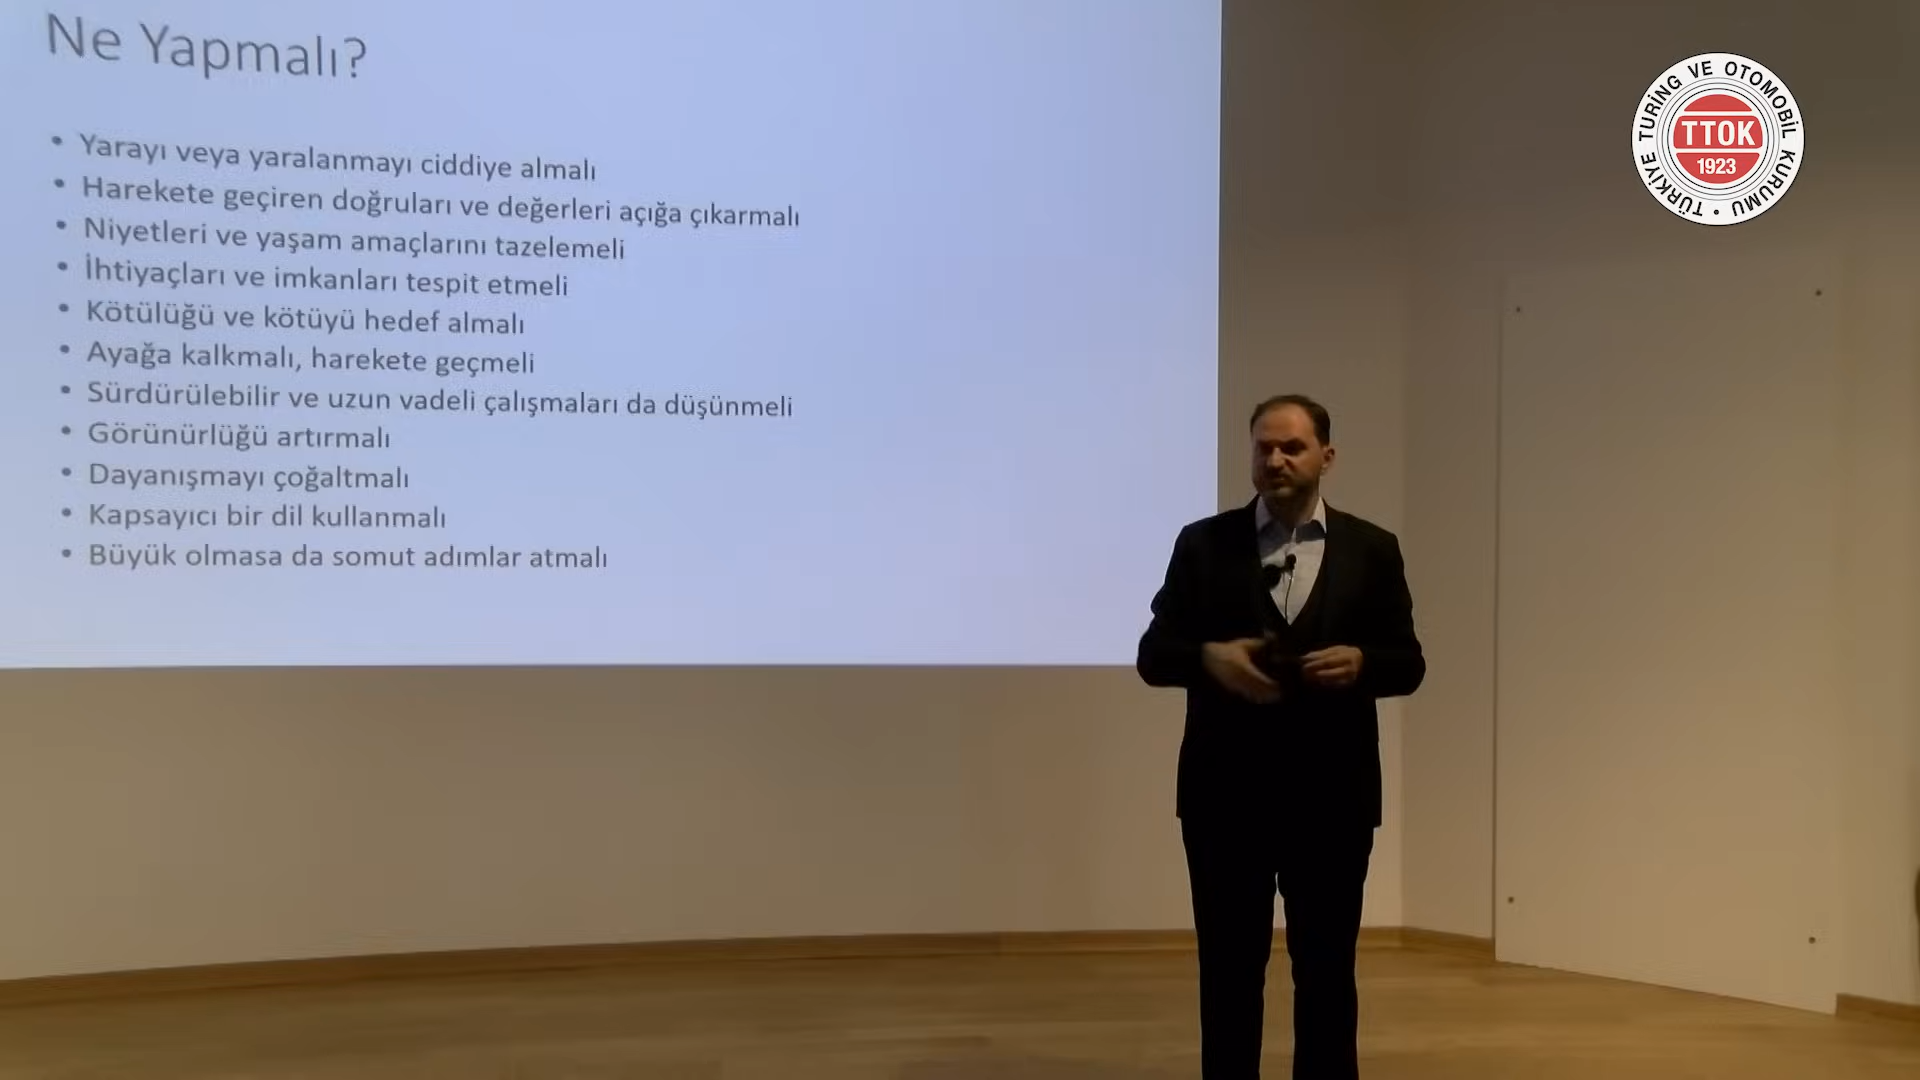 Ne Yapmalı?
• Yarayı veya yaralanmayı ciddiye almalı
• Harekete geçiren doğruları ve değerleri açığa çıkarmalı
• Niyetleri ve yaşam amaçlarını tazelemeli
• İhtiyaçları ve imkanları tespit etmeli
• Kötülüğü ve kötüyü hedef almalı
• Ayağa kalkmalı, harekete geçmeli
• Sürdürülebilir ve uzun vadeli çalışmaları da düşünmeli
• Görünürlüğü artırmalı
• Dayanışmayı çoğaltmalı
• Kapsayıcı bir dil kullanmalı
• Büyük olmasa da somut adımlar atmalı
TÜRKİYE TURİNG VE OTOMOBİL KURUMU •
TTOK
1923